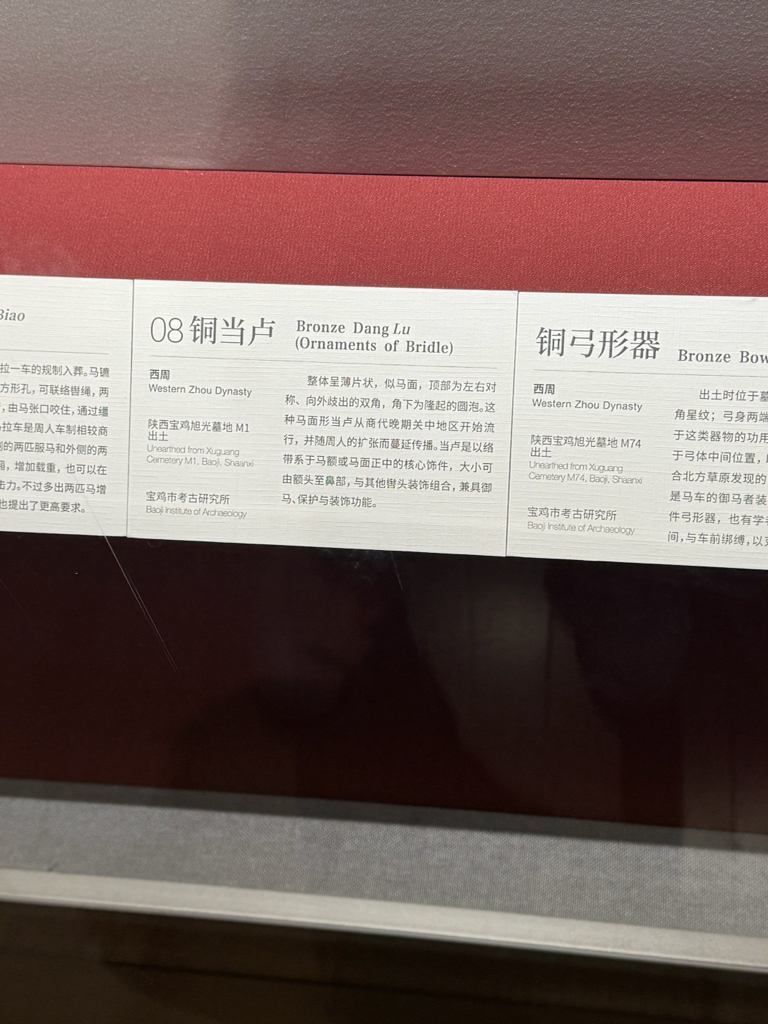 Biao
拉一车的规制入葬。马镳
方形孔，可联络辔绳，两
，由马张口咬住，通过缰
拉车是周人车制相较商
的两匹服马和外侧的两
，增加载重，也可以在
击力。不过多出两匹马增
也提出了更高要求。
08 铜当卢
Bronze Dang Lu
(Ornaments of Bridle)
西周
Western Zhou Dynasty
陕西宝鸡旭光墓地 M1
出土
Unearthed from Xuguang
Cemetery M1, Baoji, Shaanxi
宝鸡市考古研究所
Baoji Institute of Archaeology
整体呈薄片状，似马面，顶部为左右对
称、向外歧出的双角，角下为隆起的圆泡。这
种马面形当卢从商代晚期关中地区开始流
行，并随周人的扩张而蔓延传播。当卢是以络
带系于马额或马面正中的核心饰件，大小可
由额头至鼻部，与其他辔头装饰组合，兼具御
马、保护与装饰功能。
铜弓形器
Bronze Bow
西周
Western Zhou Dynasty
陕西宝鸡旭光墓地 M74
出土
Unearthed from Xuguang
Cemetery M74, Baoji, Shaanxi
宝鸡市考古研究所
Baoji Institute of Archaeology
出土时位于墓
角星纹；弓身两端
于这类器物的功用
于弓体中间位置，
合北方草原发现的
是马车的御马者装
件弓形器，也有学
间，与车前绑缚，以